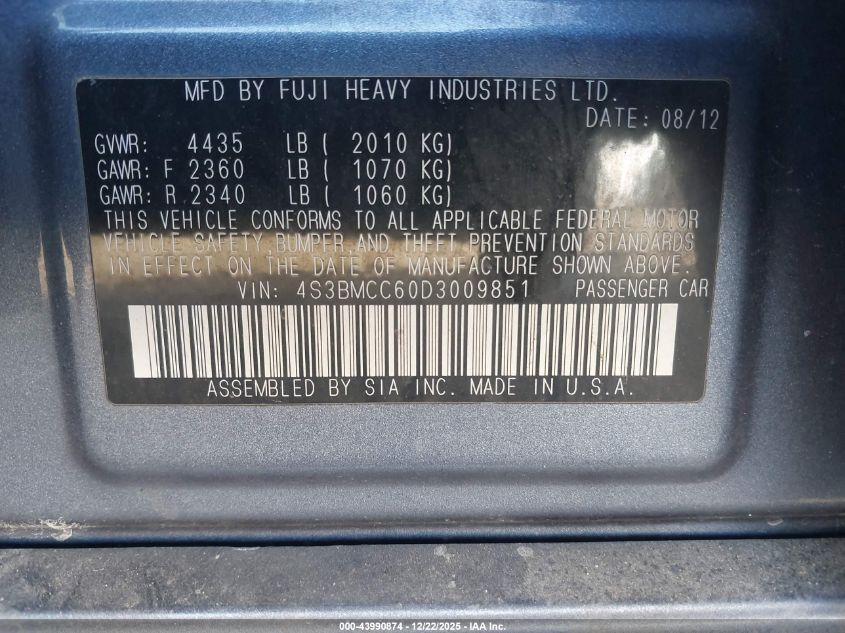 MFD BY FUJI HEAVY INDUSTRIES LTD.
DATE: 08/12
GVWR: 4435 LB ( 2010 KG)
GAWR: F 2360 LB ( 1070 KG)
GAWR: R 2340 LB ( 1060 KG)
THIS VEHICLE CONFORMS TO ALL APPLICABLE FEDERAL MOTOR
VEHICLE SAFETY, BUMPER, AND THEFT PREVENTION STANDARDS
IN EFFECT ON THE DATE OF MANUFACTURE SHOWN ABOVE.
VIN: 4S3BMCC60D3009851 PASSENGER CAR
ASSEMBLED BY SIA INC. MADE IN U.S.A.
000-43990874 - 12/22/2025 - IAA Inc.